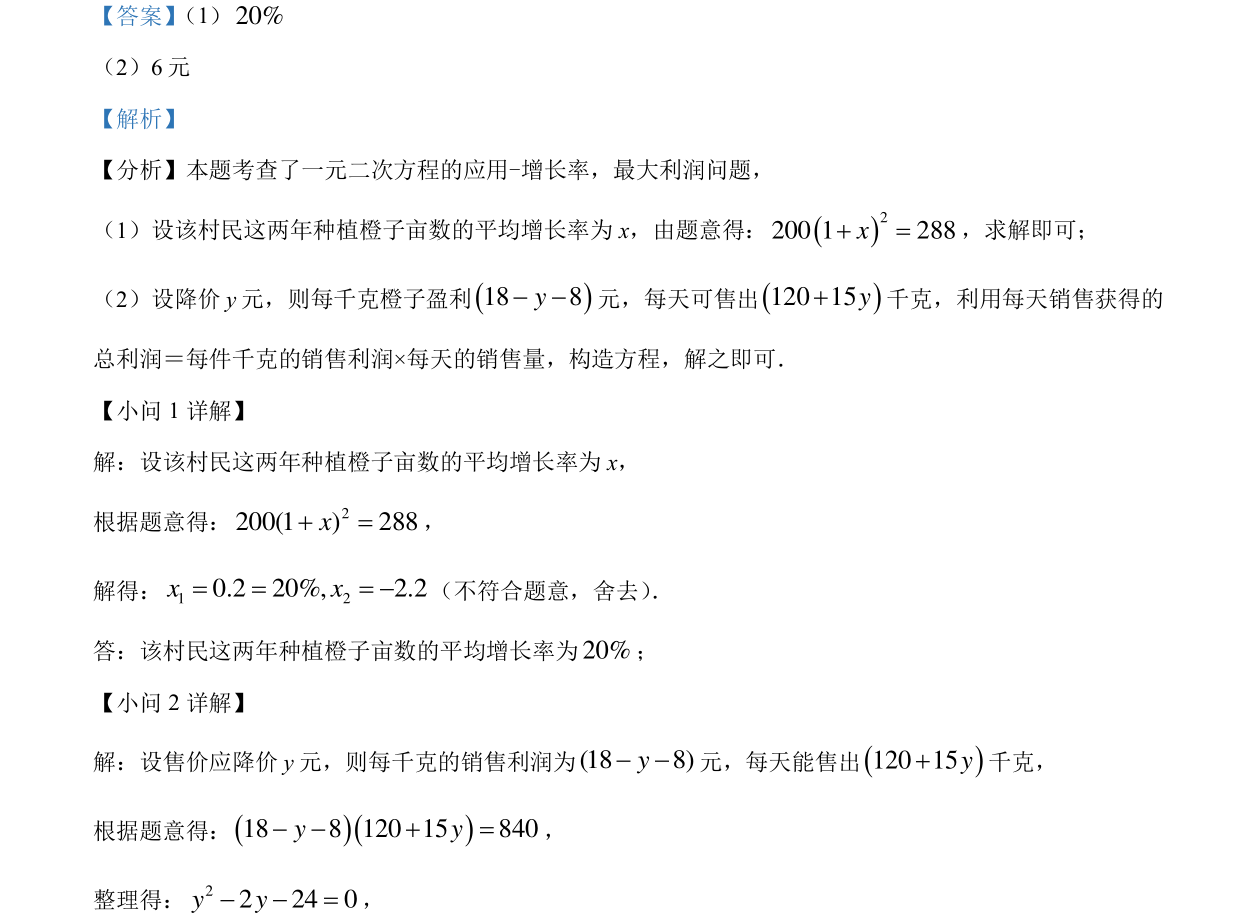 【答案】（1）20%
（2）6 元
【解析】
【分析】本题考查了一元二次方程的应−增长率，最大利润问题，
（1）设该村民这两年种植橙子亩数的平均增长率为 x，由题意得：200(1+x)²=288，求解即可；
（2）设降价 y 元，则每千克橙子盈利(18−y−8)元，每天可售出(120+15y)千克，利用每天销售获得的
总利润＝每件千克的销售利润×每天的销售量，构造方程，解之即可．
【小问 1 详解】
解：设该村民这两年种植橙子亩数的平均增长率为 x，
根据题意得：200(1+x)²=288，
解得：x₁=0.2=20%,x₂=−2.2（不符合题意，舍去）．
答：该村民这两年种植橙子亩数的平均增长率为20%；
【小问 2 详解】
解：设售价应降价 y 元，则每千克的销售利润为(18−y−8)元，每天能售出(120+15y)千克，
根据题意得：(18−y−8)(120+15y)=840，
整理得：y²−2y−24=0，